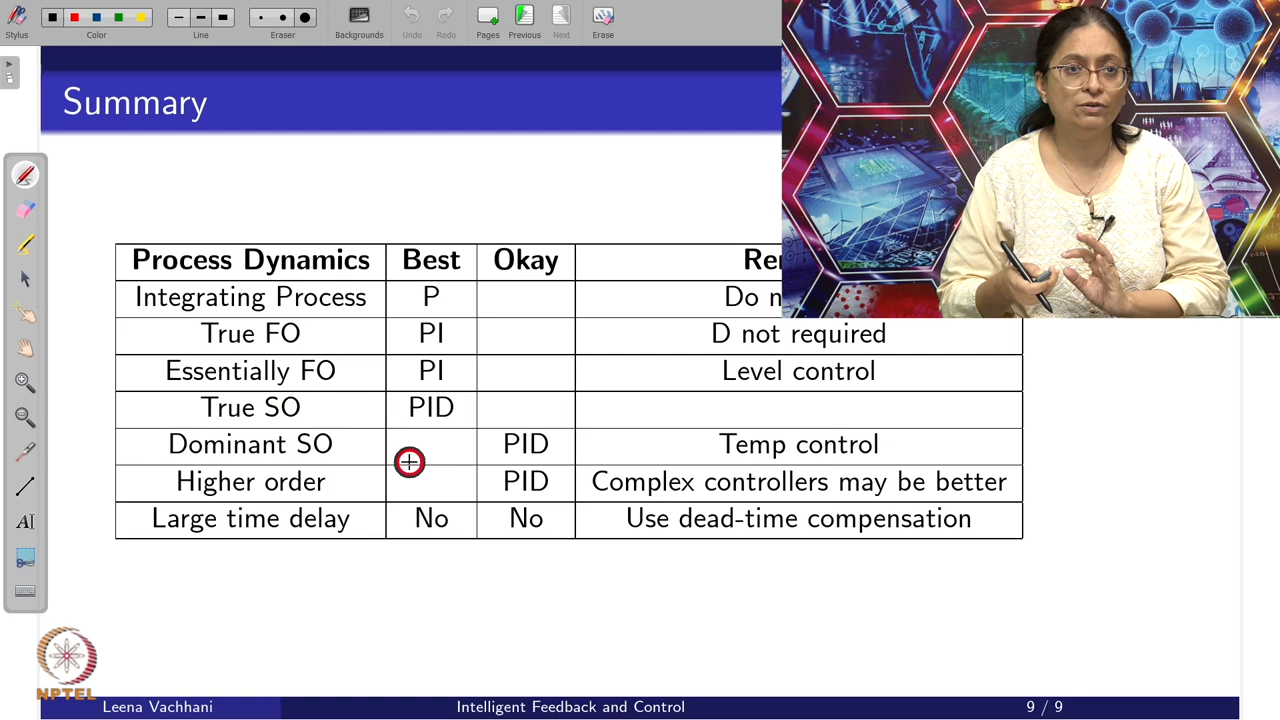 Stylus
Color
Line
Eraser
Backgrounds
Undo
Redo
Pages
Previous
Next
Erase
Summary
Process Dynamics Best Okay
Integrating Process P Do
True FO PI D not required
Essentially FO PI Level control
True SO PID
Dominant SO PID Temp control
Higher order PID Complex controllers may be better
Large time delay No No Use dead-time compensation
NPTEL
Leena Vachhani Intelligent Feedback and Control 9 / 9